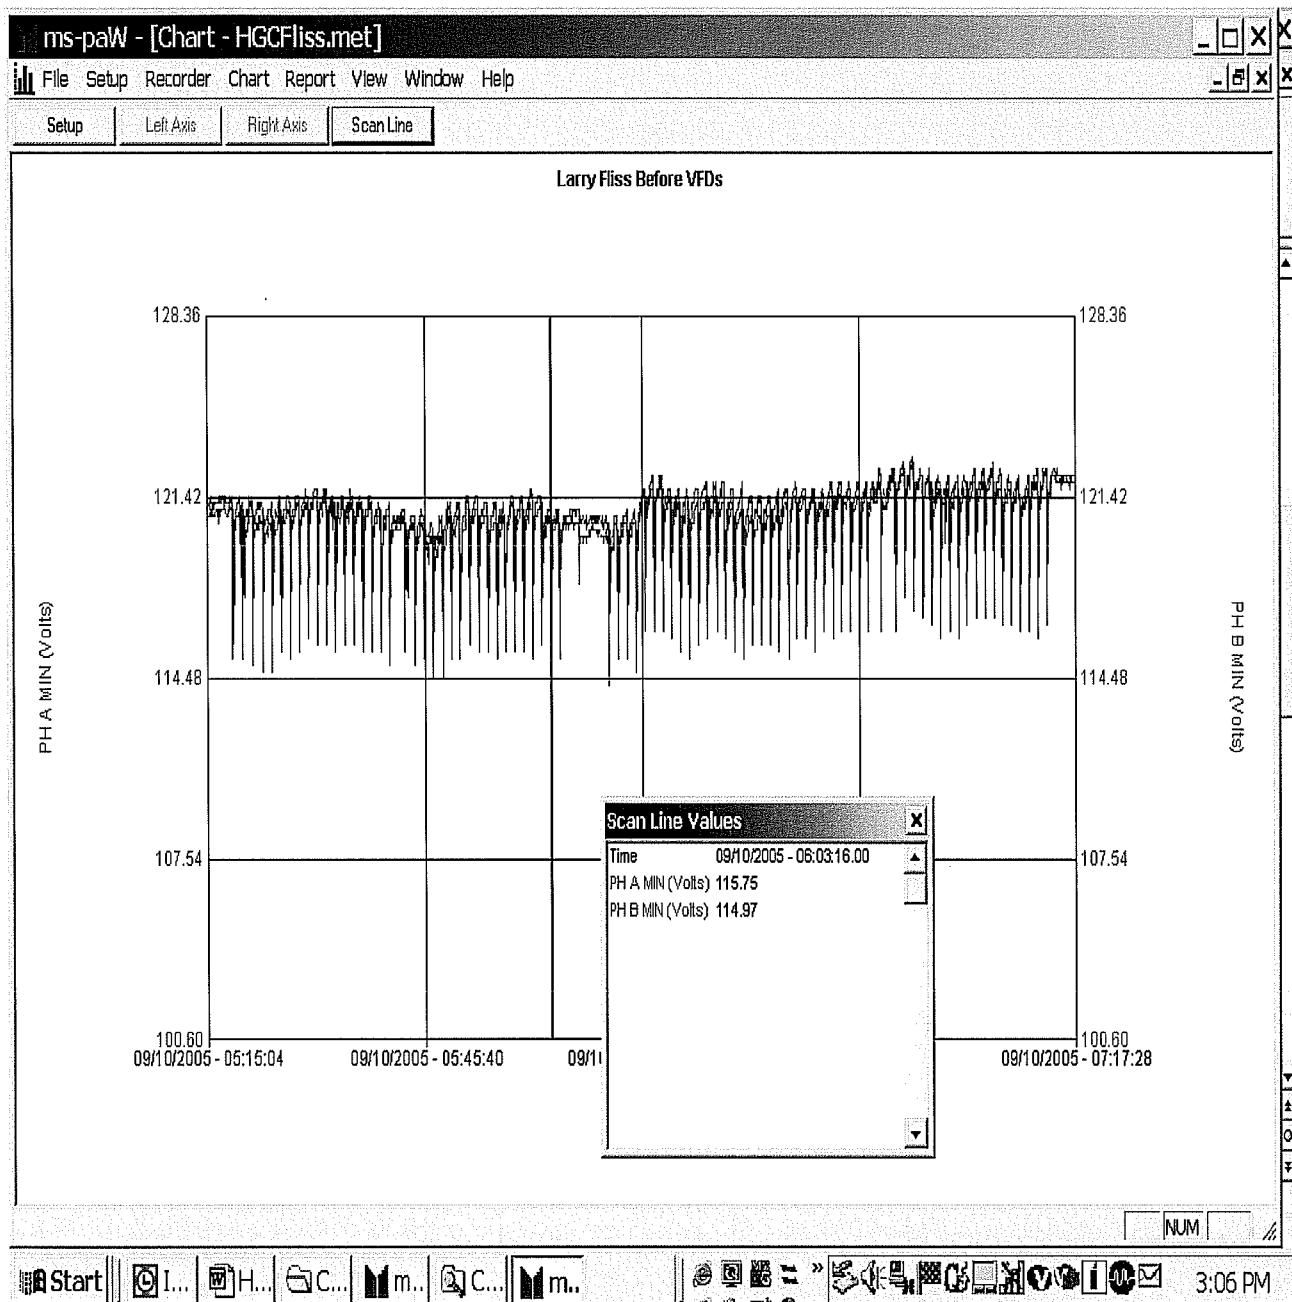 ms-paW - [Chart - HGCFliss.met]
File Setup Recorder Chart Report View Window Help
Setup Left Axis Right Axis Scan Line
Larry Fliss Before VFDs
128.36 128.36
121.42 121.42
PH A MIN (Volts)
PH B MIN (Volts)
114.48 114.48
Scan Line Values
107.54 107.54
Time 09/10/2005 - 06:03:16.00
PH A MIN (Volts) 115.75
PH B MIN (Volts) 114.97
100.60 100.60
09/10/2005 - 05:15:04 09/10/2005 - 05:45:40 09/10/2005 - 07:17:28
NUM
Start I... H... C... m.. C... m.. » 3:06 PM